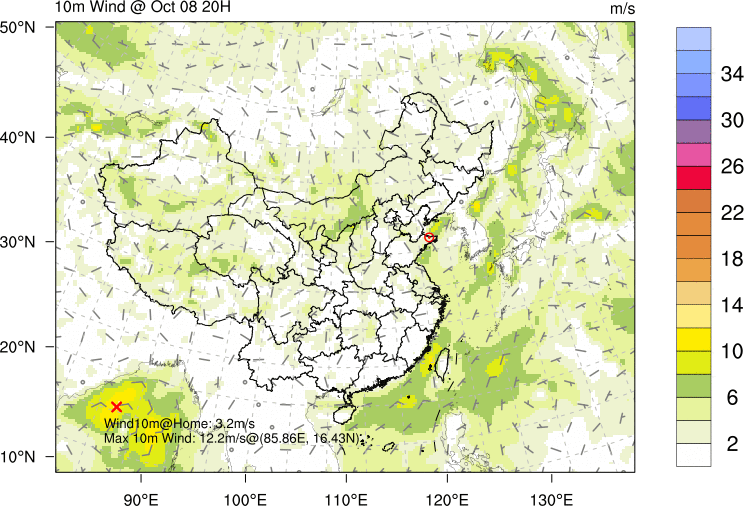 10m Wind @ Oct 08 20H
m/s
50°N
40°N
30°N
20°N
10°N
90°E
100°E
110°E
120°E
130°E
Wind10m@Home: 3.2m/s
Max 10m Wind: 12.2m/s@(85.86E, 16.43N)
34
30
26
22
18
14
10
6
2